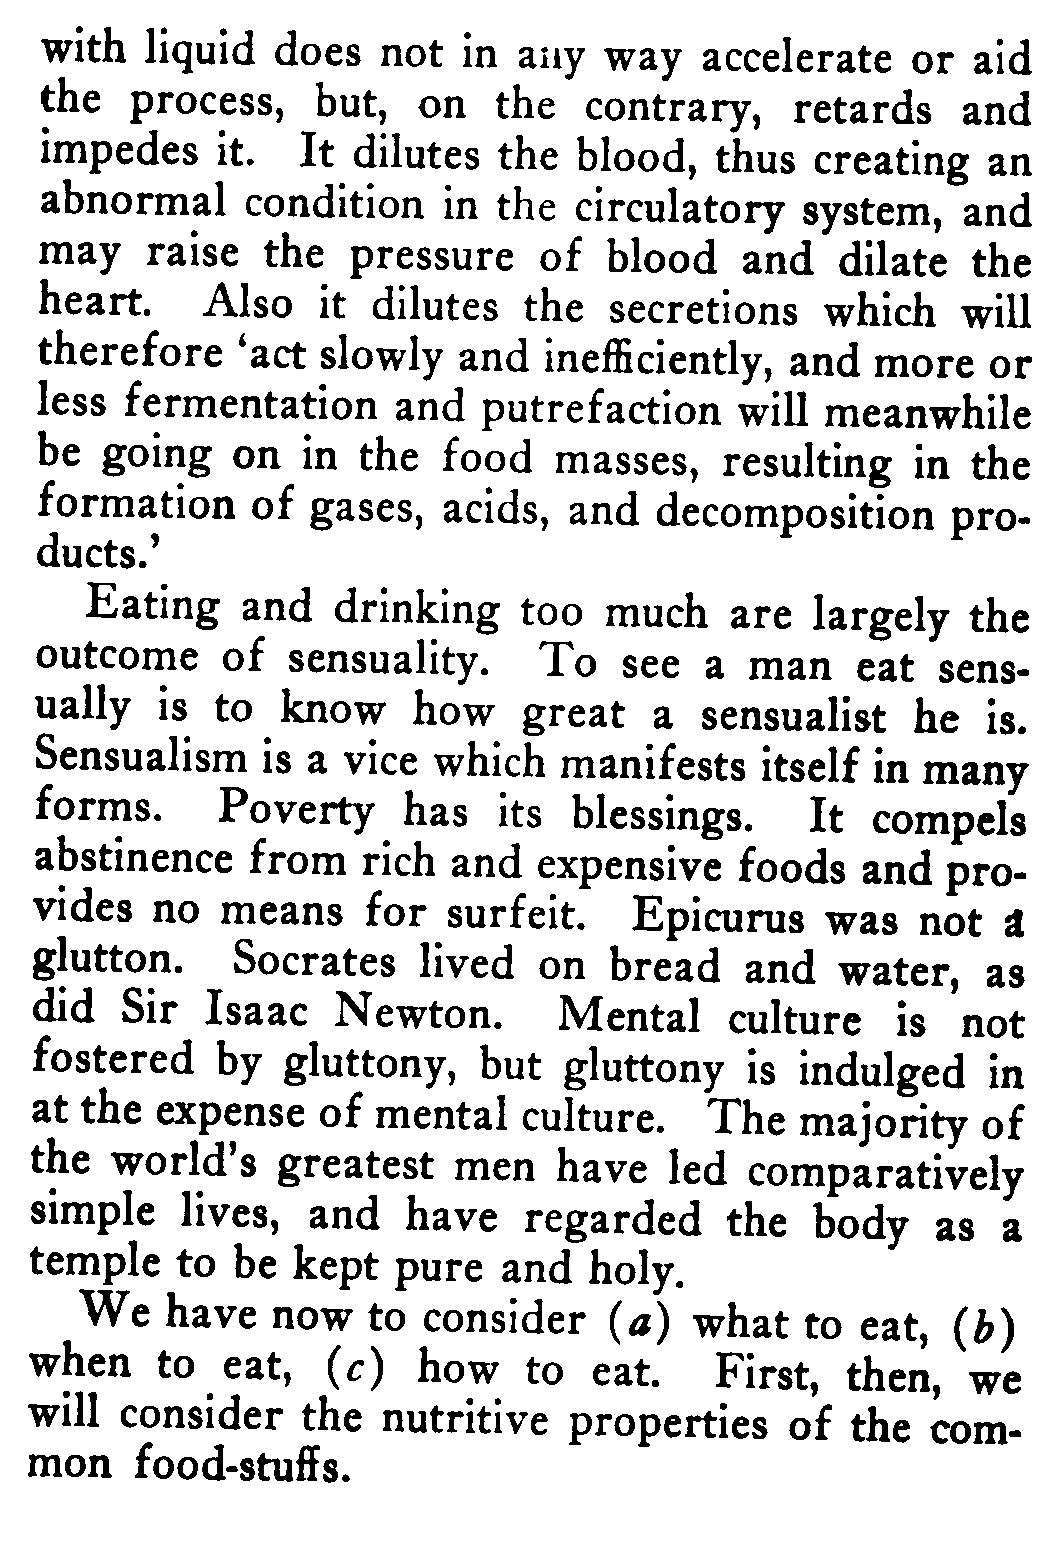 with liquid does not in any way accelerate or aid
the process, but, on the contrary, retards and
impedes it. It dilutes the blood, thus creating an
abnormal condition in the circulatory system, and
may raise the pressure of blood and dilate the
heart. Also it dilutes the secretions which will
therefore ‘act slowly and inefficiently, and more or
less fermentation and putrefaction will meanwhile
be going on in the food masses, resulting in the
formation of gases, acids, and decomposition pro-
ducts.’
Eating and drinking too much are largely the
outcome of sensuality. To see a man eat sens-
ually is to know how great a sensualist he is.
Sensualism is a vice which manifests itself in many
forms. Poverty has its blessings. It compels
abstinence from rich and expensive foods and pro-
vides no means for surfeit. Epicurus was not a
glutton. Socrates lived on bread and water, as
did Sir Isaac Newton. Mental culture is not
fostered by gluttony, but gluttony is indulged in
at the expense of mental culture. The majority of
the world’s greatest men have led comparatively
simple lives, and have regarded the body as a
temple to be kept pure and holy.
We have now to consider (a) what to eat, (b)
when to eat, (c) how to eat. First, then, we
will consider the nutritive properties of the com-
mon food-stuffs.